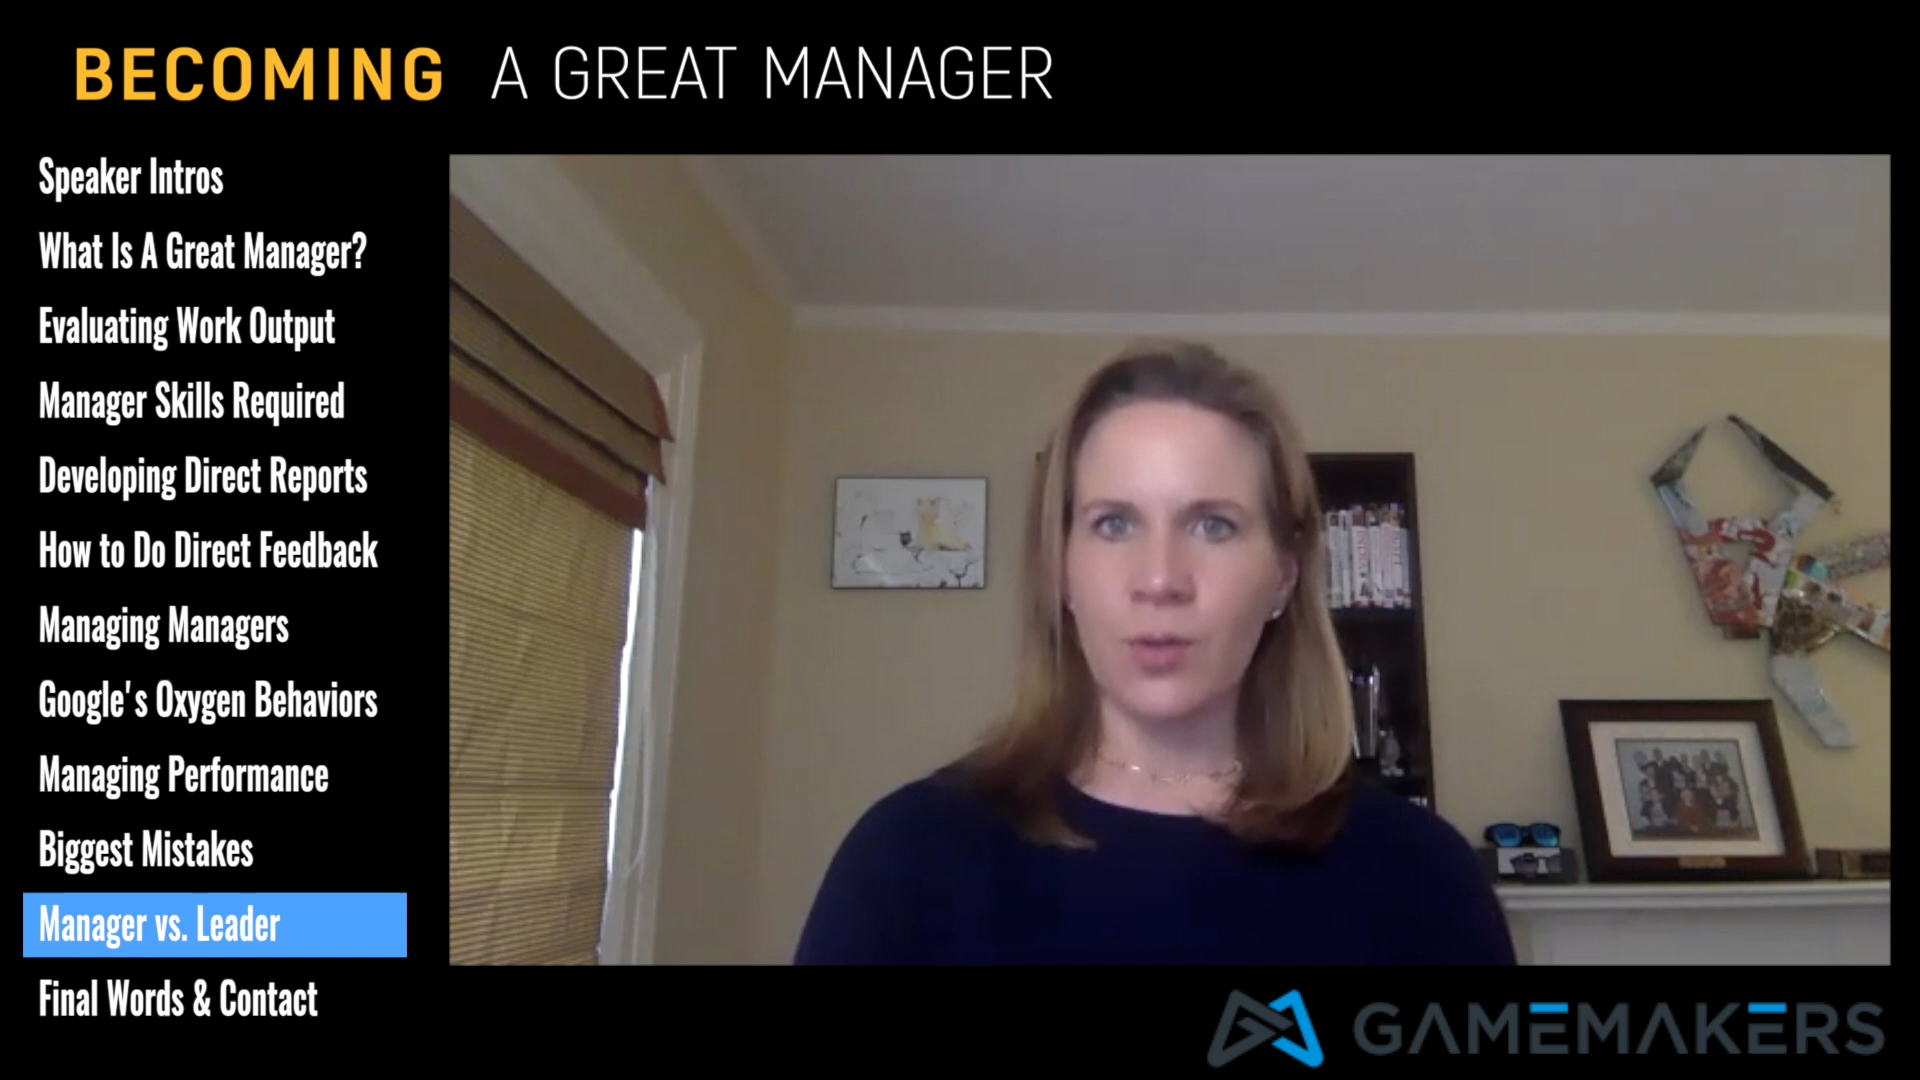 BECOMING A GREAT MANAGER
Speaker Intros
What Is A Great Manager?
Evaluating Work Output
Manager Skills Required
Developing Direct Reports
How to Do Direct Feedback
Managing Managers
Google's Oxygen Behaviors
Managing Performance
Biggest Mistakes
Manager vs. Leader
Final Words & Contact
GAMEMAKERS